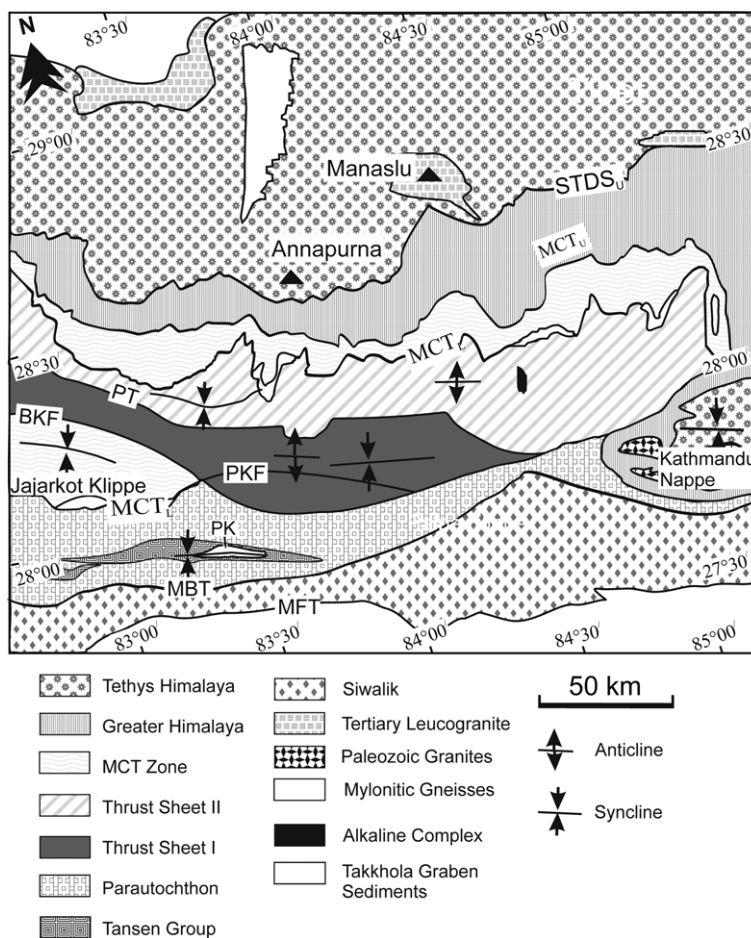 83°30
84°00
84°30
85°00
N
29°00
28°30
Manaslu
STDS U
Annapurna
MCT U
28°30
MCT L
28°00
PT
BKF
Jajarkot Klippe
PKF
Kathmandu
Nappe
MCT L
PK
28°00
MBT
27°30
MFT
83°00
83°30
84°00
84°30
85°00
Tethys Himalaya
Greater Himalaya
MCT Zone
Thrust Sheet II
Thrust Sheet I
Parautochthon
Tansen Group
Siwalik
Tertiary Leucogranite
Paleozoic Granites
Mylonitic Gneisses
Alkaline Complex
Takkhola Graben
Sediments
50 km
Anticline
Syncline